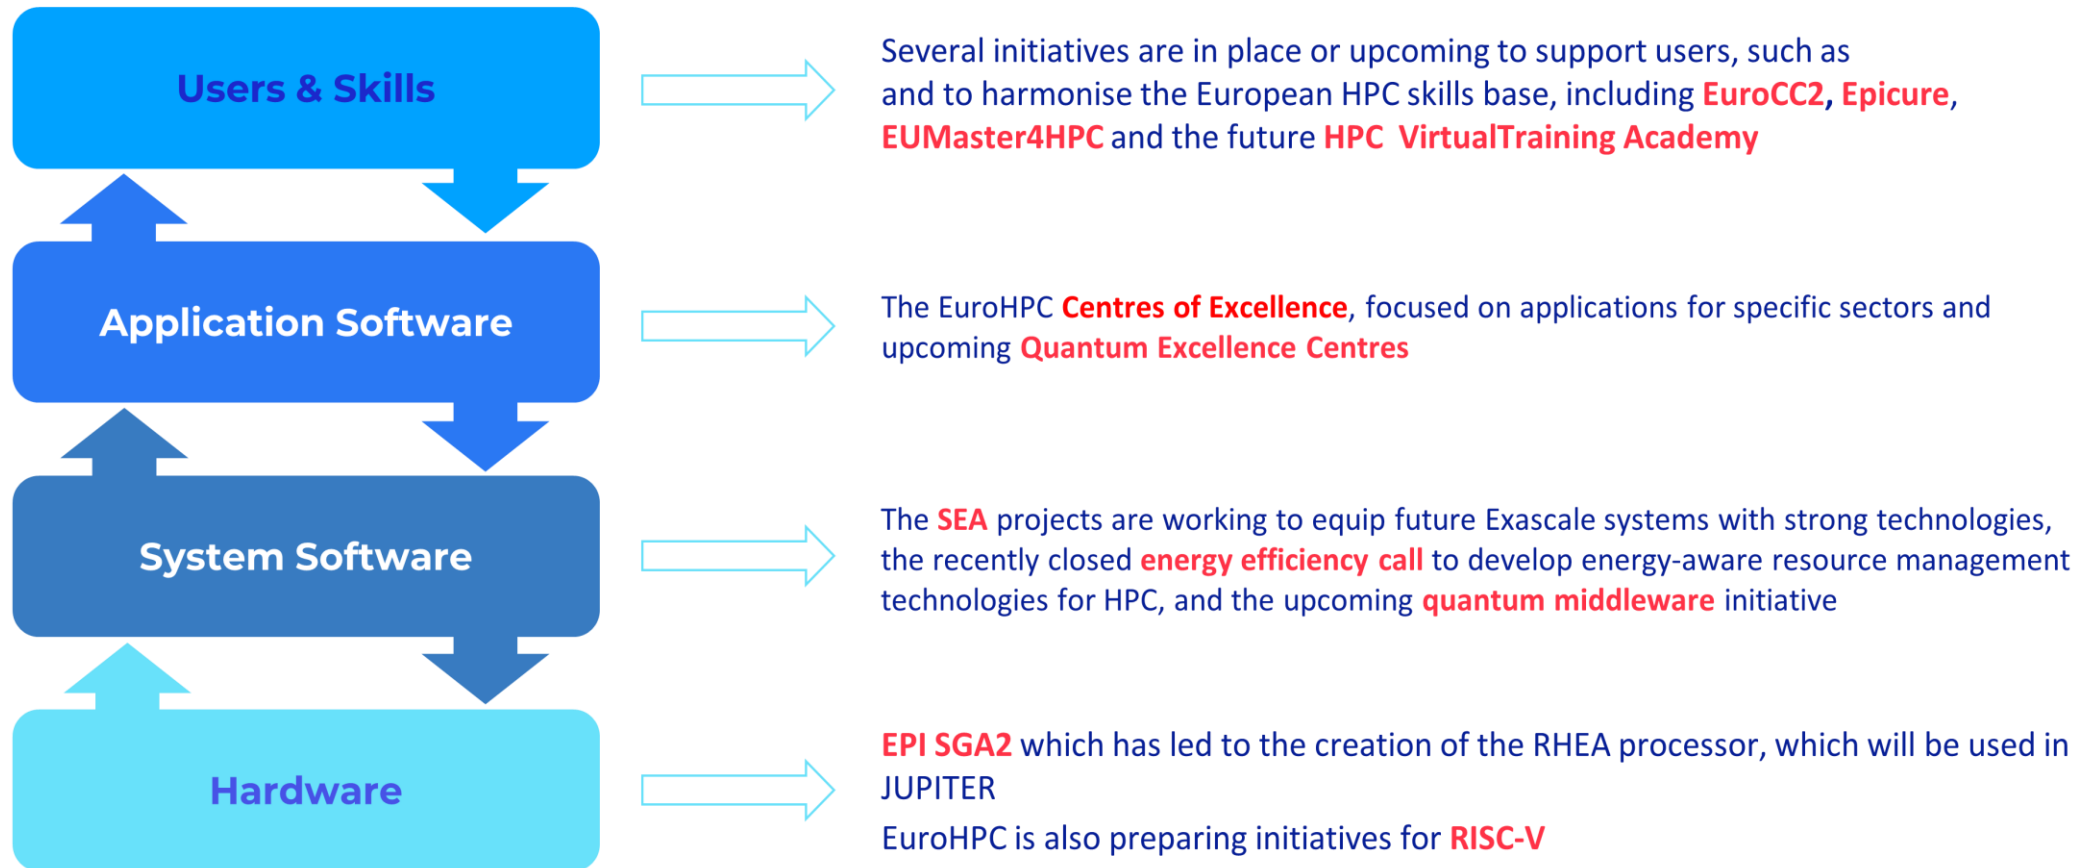 Users & Skills
Several initiatives are in place or upcoming to support users, such as
and to harmonise the European HPC skills base, including EuroCC2, Epicure,
EUMaster4HPC and the future HPC VirtualTraining Academy
Application Software
The EuroHPC Centres of Excellence, focused on applications for specific sectors and
upcoming Quantum Excellence Centres
System Software
The SEA projects are working to equip future Exascale systems with strong technologies,
the recently closed energy efficiency call to develop energy-aware resource management
technologies for HPC, and the upcoming quantum middleware initiative
Hardware
EPI SGA2 which has led to the creation of the RHEA processor, which will be used in
JUPITER
EuroHPC is also preparing initiatives for RISC-V